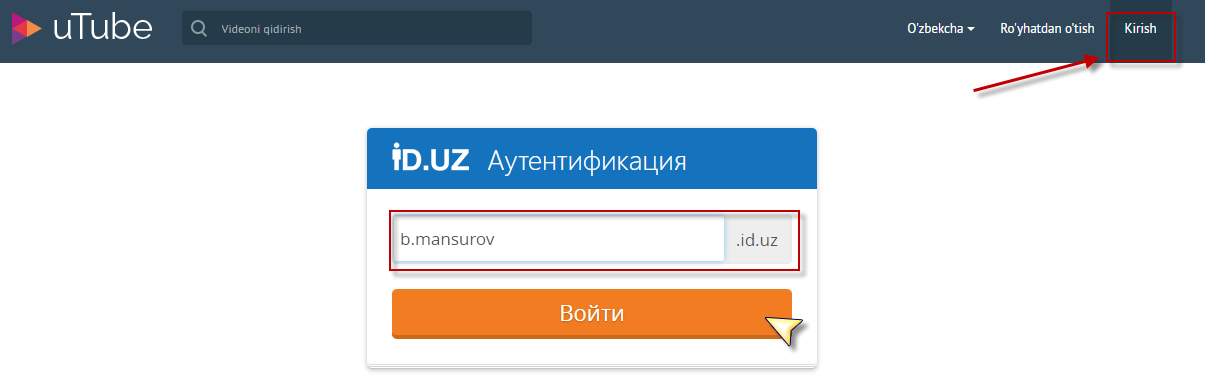 uTube Videoni qidirish O'zbekcha Ro'yhatdan o'tish Kirish
iD.UZ Аутентификация
b.mansurov .id.uz
Войти